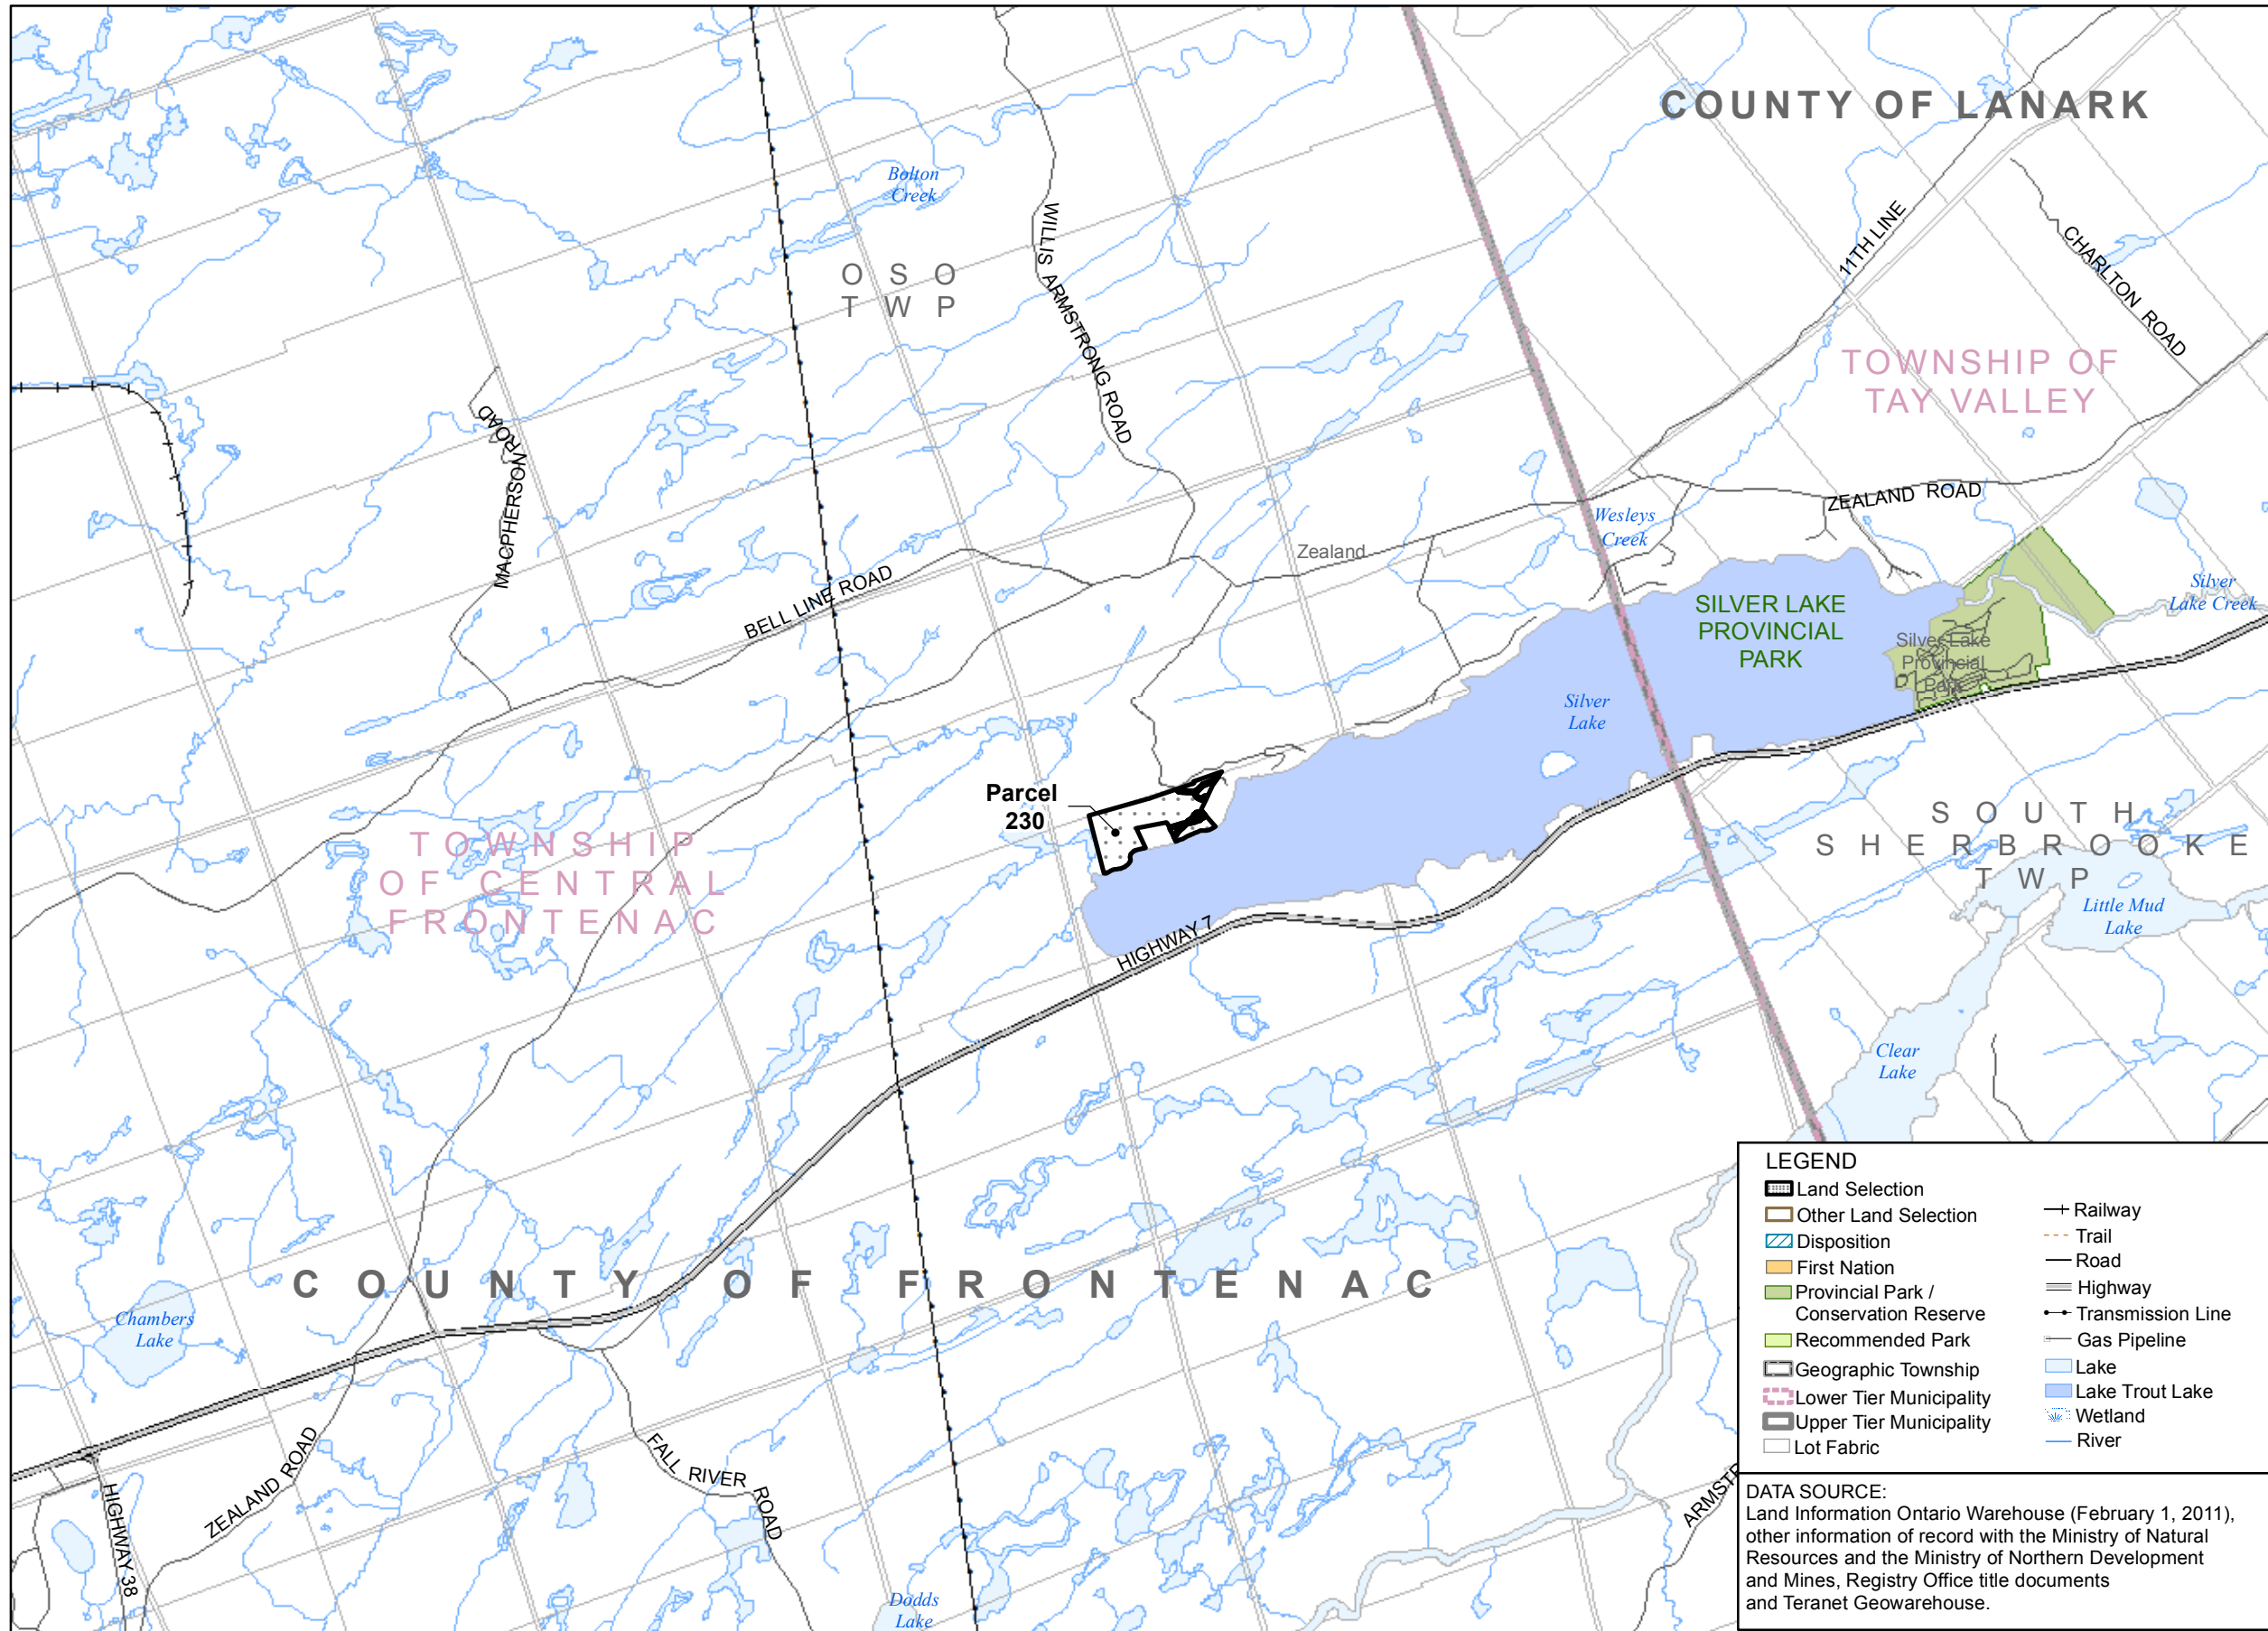 COUNTY OF LANARK
Bolton
Creek
WILLIS ARMSTRONG ROAD
11TH LINE
CHARLTON ROAD
O S O
T W P
TOWNSHIP OF
TAY VALLEY
MACPHERSON ROAD
ZEALAND ROAD
Wesleys
Creek
Zealand
BELL LINE ROAD
SILVER LAKE
PROVINCIAL
PARK
Silver
Lake Creek
Silver Lake
Provincial
Park
Silver
Lake
Parcel
230
TOWNSHIP
OF CENTRAL
FRONTENAC
SOUTH
SHERBROOKE
TWP
Little Mud
Lake
HIGHWAY 7
Clear
Lake
COUNTY OF FRONTENAC
Chambers
Lake
ZEALAND ROAD
HIGHWAY 38
FALL RIVER ROAD
Dodds
Lake
ARMSTR
LEGEND
Land Selection
Other Land Selection
Disposition
First Nation
Provincial Park /
Conservation Reserve
Recommended Park
Geographic Township
Lower Tier Municipality
Upper Tier Municipality
Lot Fabric
Railway
Trail
Road
Highway
Transmission Line
Gas Pipeline
Lake
Lake Trout Lake
Wetland
River
DATA SOURCE:
Land Information Ontario Warehouse (February 1, 2011),
other information of record with the Ministry of Natural
Resources and the Ministry of Northern Development
and Mines, Registry Office title documents
and Teranet Geowarehouse.